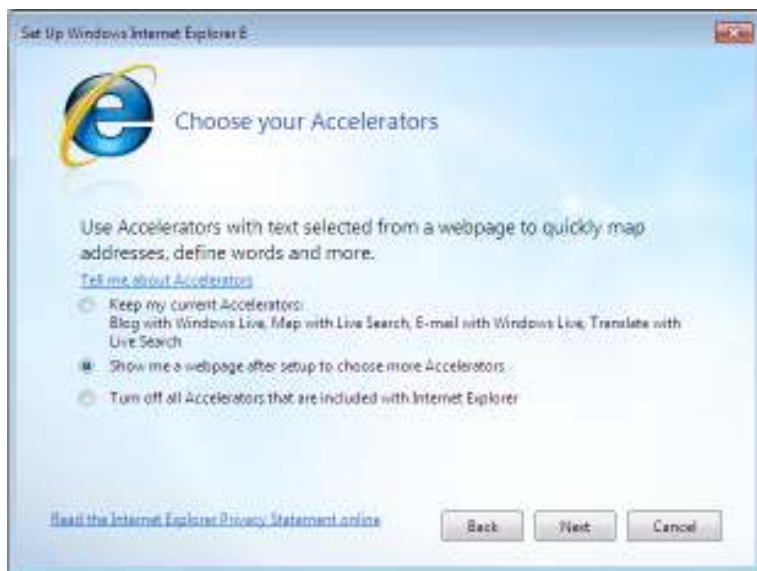 Set Up Windows Internet Explorer 8
Choose your Accelerators
Use Accelerators with text selected from a webpage to quickly map
addresses, define words and more.
Tell me about Accelerators
Keep my current Accelerators:
Blog with Windows Live, Map with Live Search, E-mail with Windows Live, Translate with
Live Search
Show me a webpage after setup to choose more Accelerators
Turn off all Accelerators that are included with Internet Explorer
Read the Internet Explorer Privacy Statement online
Back
Next
Cancel